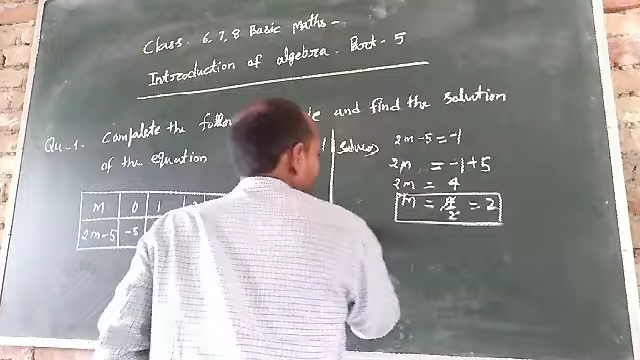 Class. 6, 7, 8 Basic Maths -
Introduction of algebra. Part - 5
Qu-1. Complete the and find the solution
of the equation
M 0 1
2M-5 -5
2M-5 = -1
2M = -1+5
2M = 4
M = 4/2 = 2